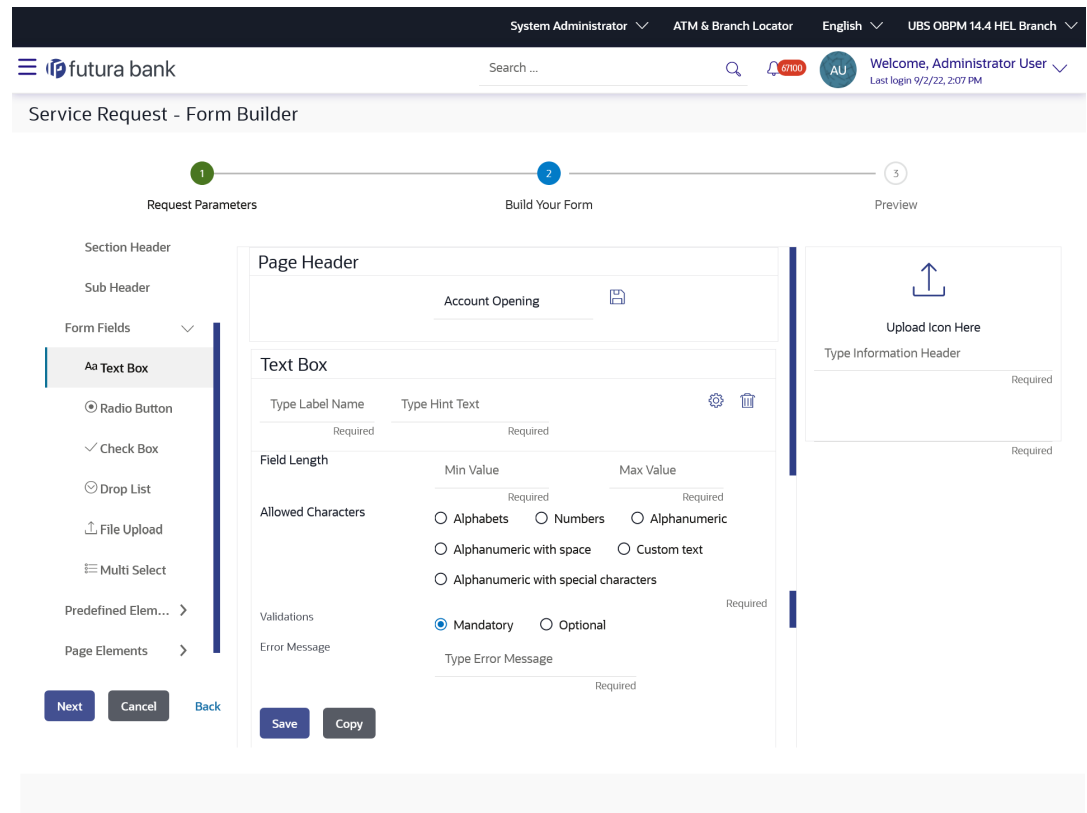 System Administrator ATM & Branch Locator English UBS OBPM 14.4 HEL Branch
futura bank Search ... 67100 AU Welcome, Administrator User
Last login 9/2/22, 2:07 PM
Service Request - Form Builder
1 2 3
Request Parameters Build Your Form Preview
Section Header
Sub Header
Form Fields
Aa Text Box
Radio Button
Check Box
Drop List
File Upload
Multi Select
Predefined Elem...
Page Elements
Next Cancel Back
Page Header
Account Opening
Text Box
Type Label Name Type Hint Text
Required Required
Field Length Min Value Max Value
Required Required
Allowed Characters Alphabets Numbers Alphanumeric
Alphanumeric with space Custom text
Alphanumeric with special characters
Required
Validations Mandatory Optional
Error Message Type Error Message
Required
Save Copy
Upload Icon Here
Type Information Header
Required
Required